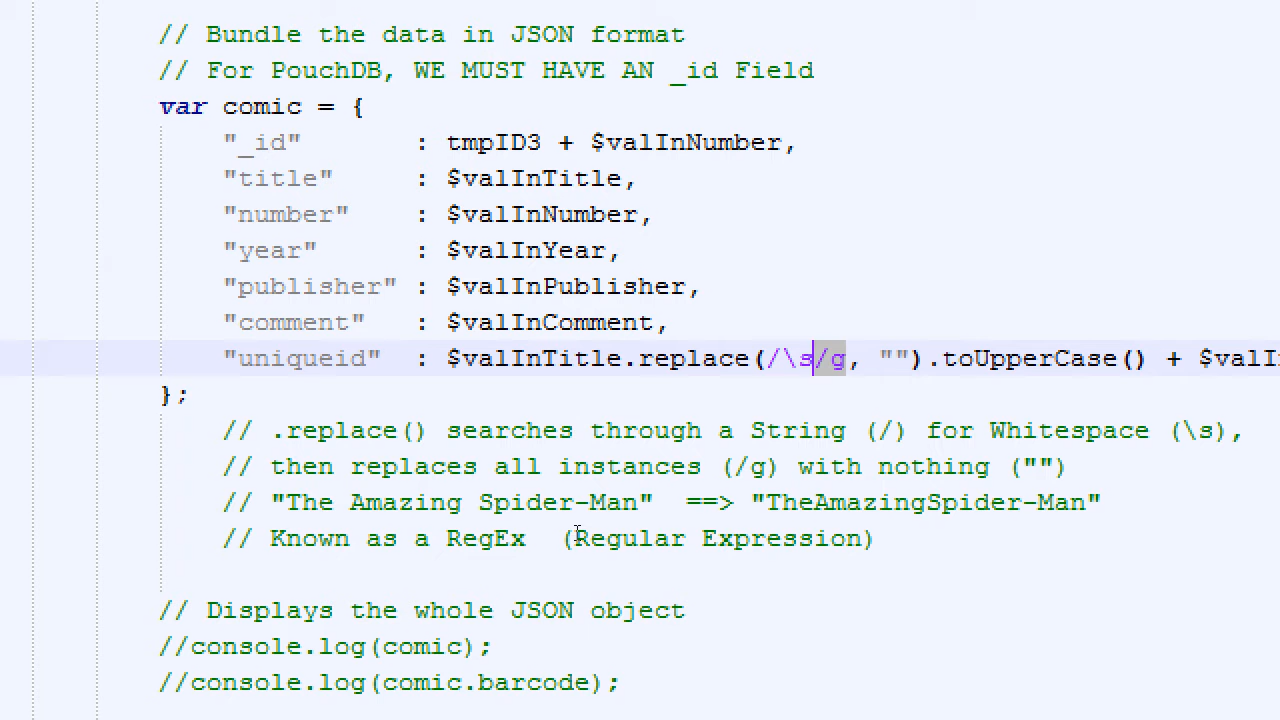 // Bundle the data in JSON format
// For PouchDB, WE MUST HAVE AN _id Field
var comic = {
"_id" : tmpID3 + $valInNumber,
"title" : $valInTitle,
"number" : $valInNumber,
"year" : $valInYear,
"publisher" : $valInPublisher,
"comment" : $valInComment,
"uniqueid" : $valInTitle.replace(/\s/g, "").toUpperCase() + $valI
};
// .replace() searches through a String (/) for Whitespace (\s),
// then replaces all instances (/g) with nothing ("")
// "The Amazing Spider-Man" ==> "TheAmazingSpider-Man"
// Known as a RegEx (Regular Expression)
// Displays the whole JSON object
//console.log(comic);
//console.log(comic.barcode);